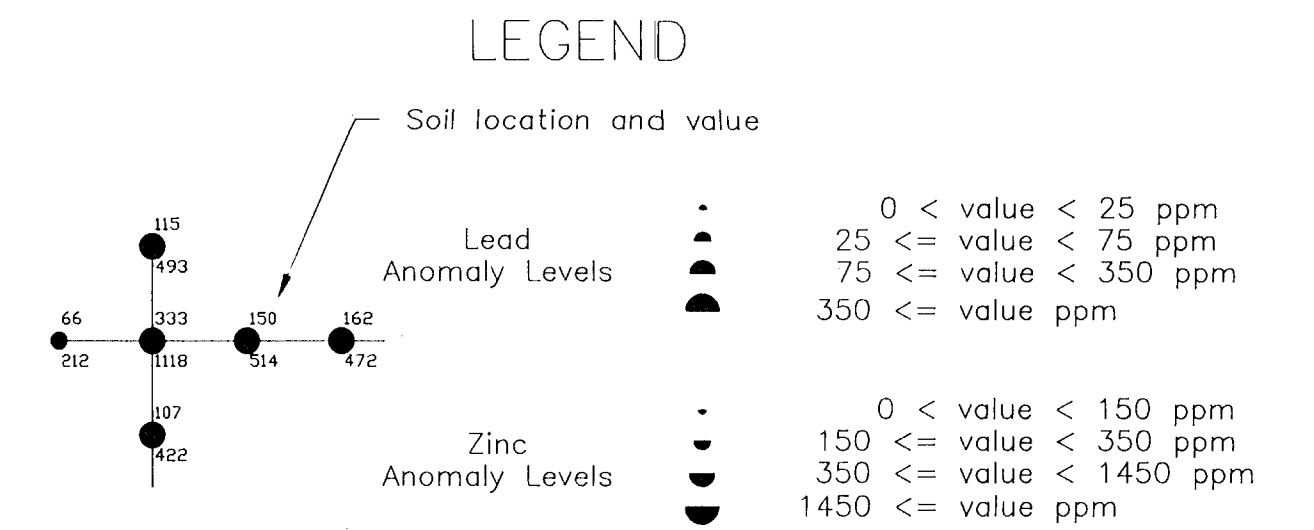 LEGEND
Soil location and value
115
493
66
212
333
1118
150
514
162
472
107
422
Lead
Anomaly Levels
0 < value < 25 ppm
25 <= value < 75 ppm
75 <= value < 350 ppm
350 <= value ppm
Zinc
Anomaly Levels
0 < value < 150 ppm
150 <= value < 350 ppm
350 <= value < 1450 ppm
1450 <= value ppm